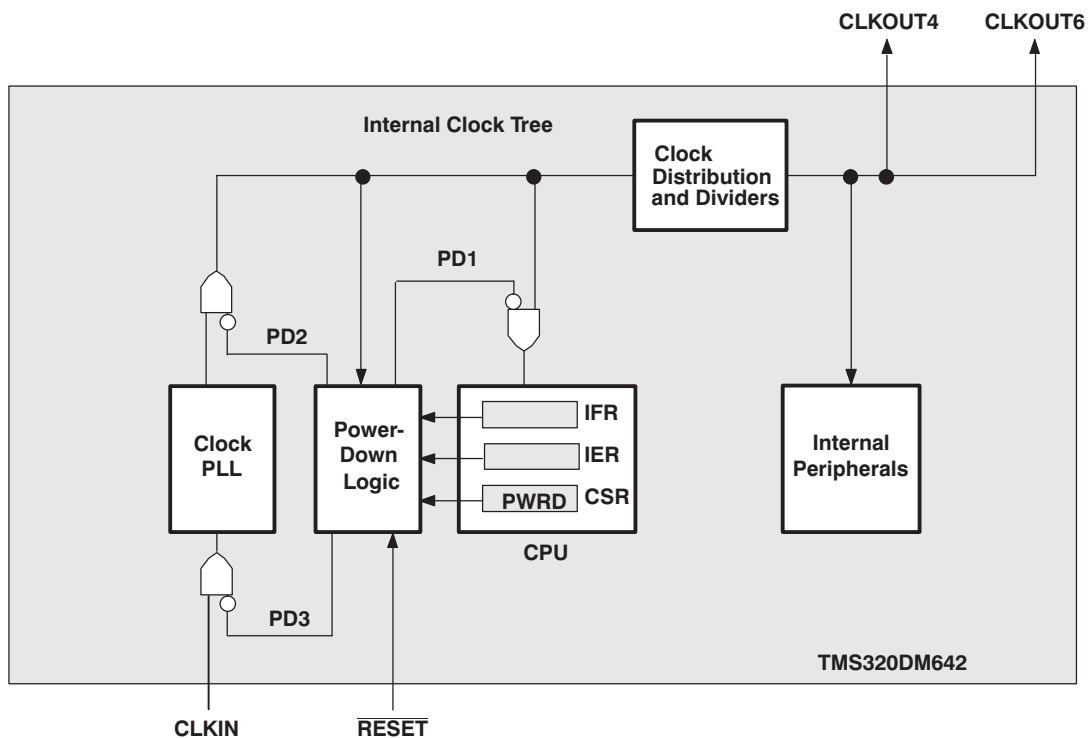 CLKOUT4
CLKOUT6
Internal Clock Tree
Clock
Distribution
and Dividers
PD1
PD2
Clock
PLL
Power-
Down
Logic
IFR
IER
PWRD
CSR
CPU
Internal
Peripherals
PD3
TMS320DM642
CLKIN
RESET